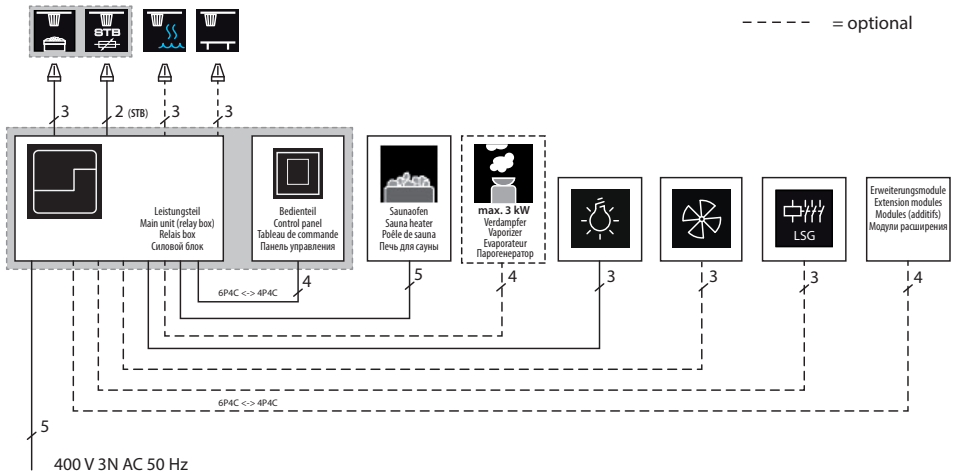 = optional
STB
3
2 (STB)
3
3
Leistungsteil
Main unit (relay box)
Relais box
Силовой блок
Bedienteil
Control panel
Tableau de commande
Панель управления
Saunaofen
Sauna heater
Poêle de sauna
Печь для сауны
max. 3 kW
Verdampfer
Vaporizer
Evaporateur
Парогенератор
LSG
Erweiterungsmodule
Extension modules
Modules (additifs)
Модули расширения
6P4C <-> 4P4C
4
5
4
3
3
3
4
6P4C <-> 4P4C
5
400 V 3N AC 50 Hz